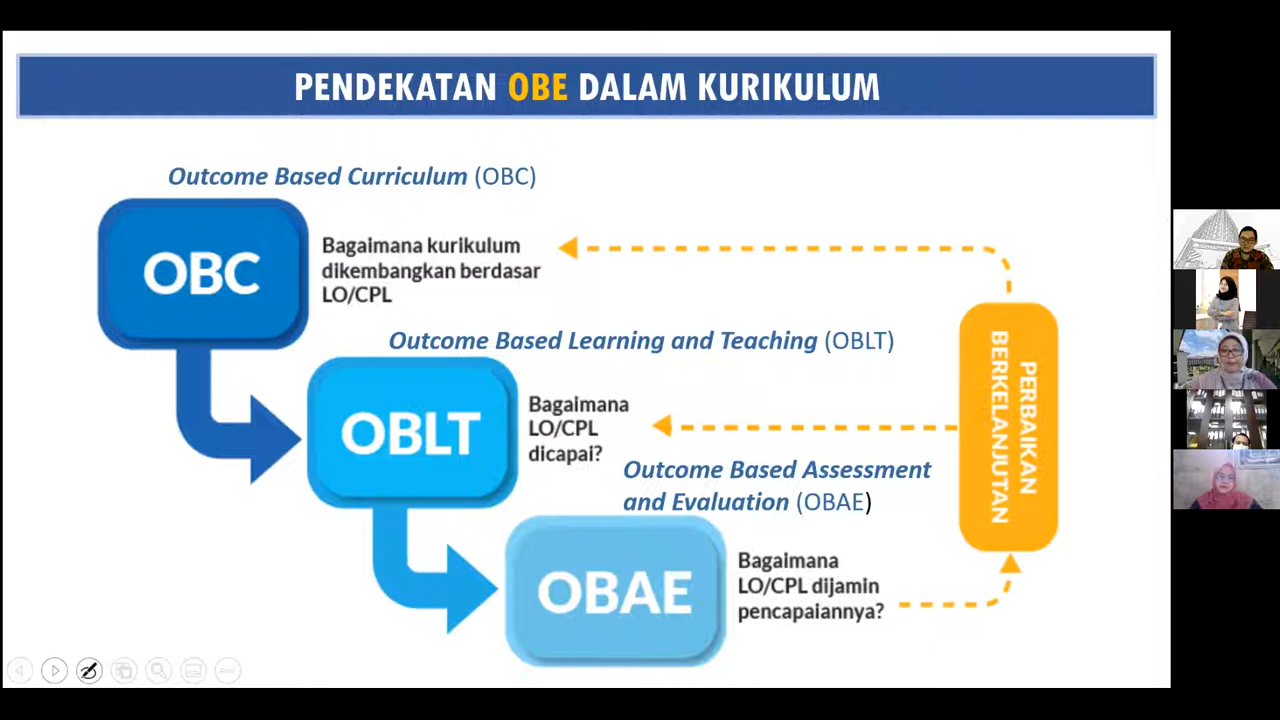 PENDEKATAN OBE DALAM KURIKULUM
Outcome Based Curriculum (OBC)
OBC
Bagaimana kurikulum
dikembangkan berdasar
LO/CPL
Outcome Based Learning and Teaching (OBLT)
OBLT
Bagaimana
LO/CPL
dicapai?
Outcome Based Assessment
and Evaluation (OBAE)
OBAE
Bagaimana
LO/CPL dijamin
pencapaiannya?
PERBAIKAN
BERKELANJUTAN